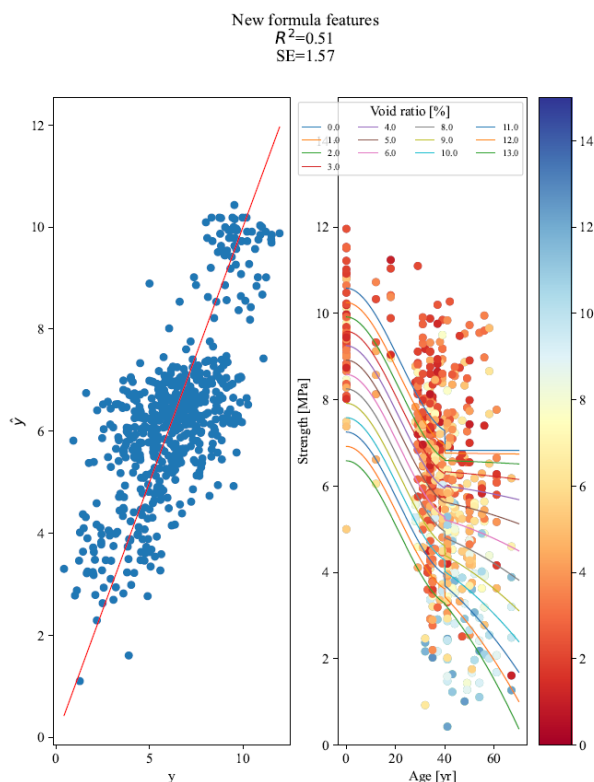 New formula features
R²=0.51
SE=1.57
Void ratio [%]
0.0 4.0 8.0 11.0
1.0 5.0 9.0 12.0
2.0 6.0 10.0 13.0
3.0
12
10
8
6
4
2
0
ŷ
0 5 10
y
14
12
10
8
6
4
2
0
Strength [MPa]
0 20 40 60
Age [yr]
14
12
10
8
6
4
2
0